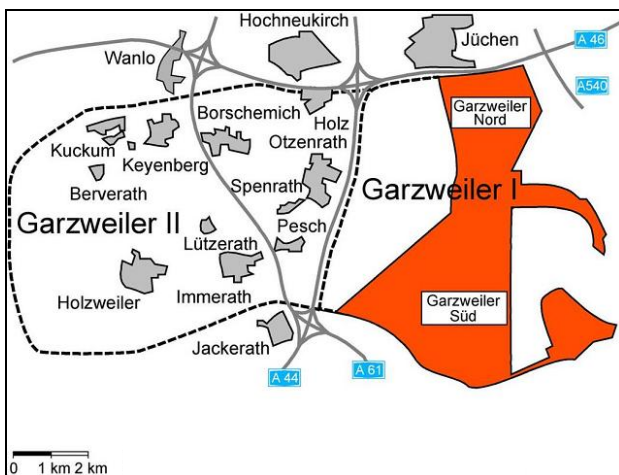 Hochneukirch
Jüchen
A 46
Wanlo
A540
Garzweiler
Nord
Borschemich
Holz
Kuckum
Keyenberg
Otzenrath
Berverath
Spenrath
Garzweiler I
Garzweiler II
Lützerath
Pesch
Holzweiler
Immerath
Garzweiler
Süd
Jackerath
A 44
A 61
0 1 km 2 km